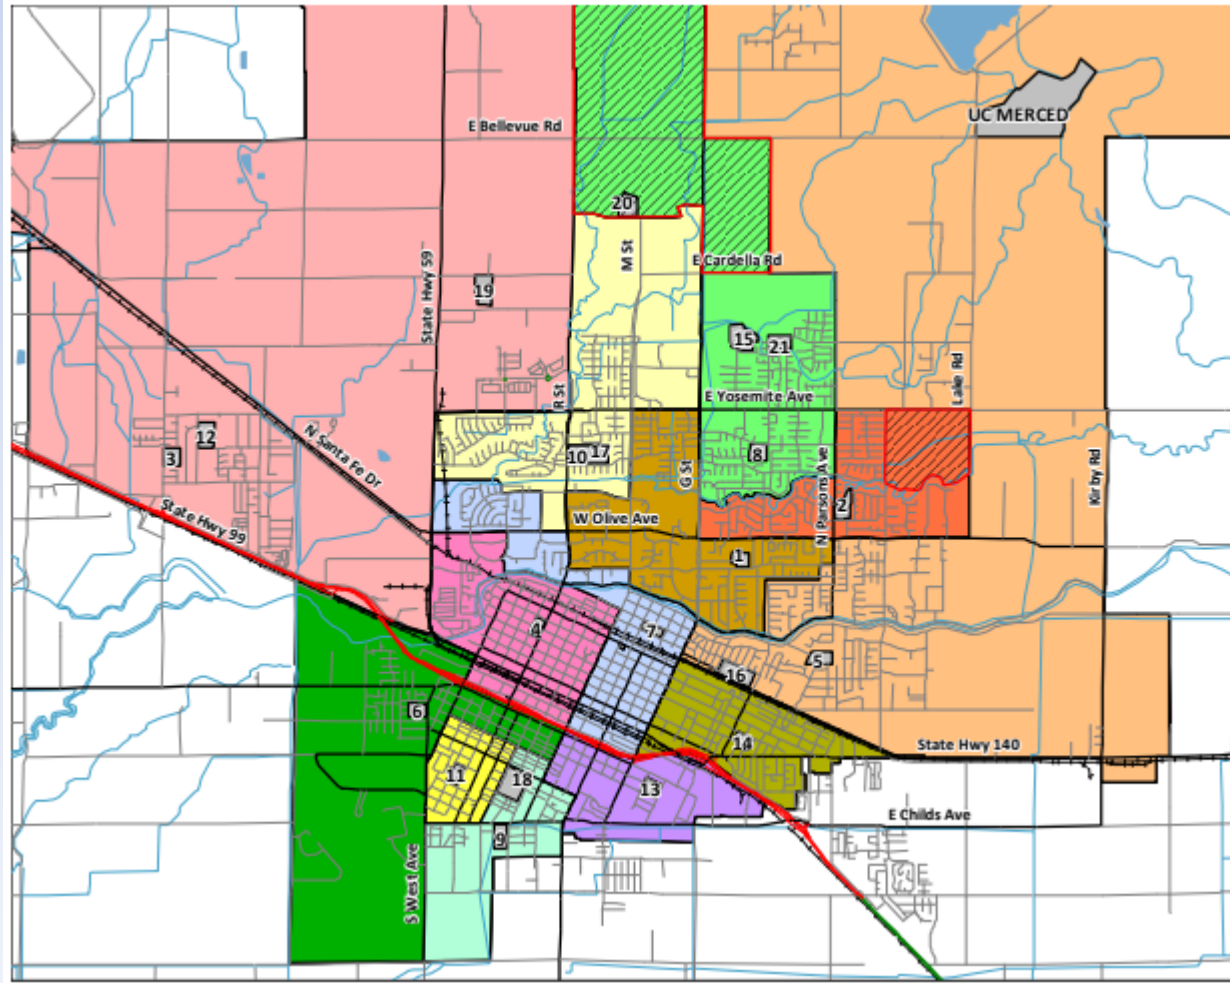 UC MERCED
E Bellevue Rd
20
M St
E Cardella Rd
State Hwy 59
19
15
21
Lake Rd
R St
E Yosemite Ave
12
3
N Santa Fe Dr
10
17
G St
8
N Parsons Ave
Kirby Rd
2
State Hwy 99
W Olive Ave
1
4
7
5
16
6
14
State Hwy 140
11
18
13
E Childs Ave
9
S West Ave